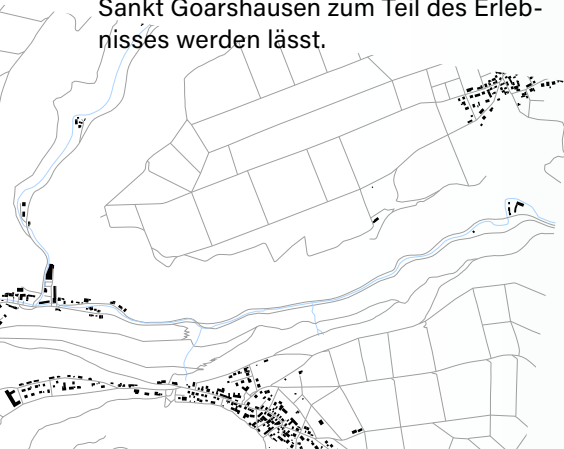 Sankt Goarshausen zum Teil des Erleb-
nisses werden lässt.